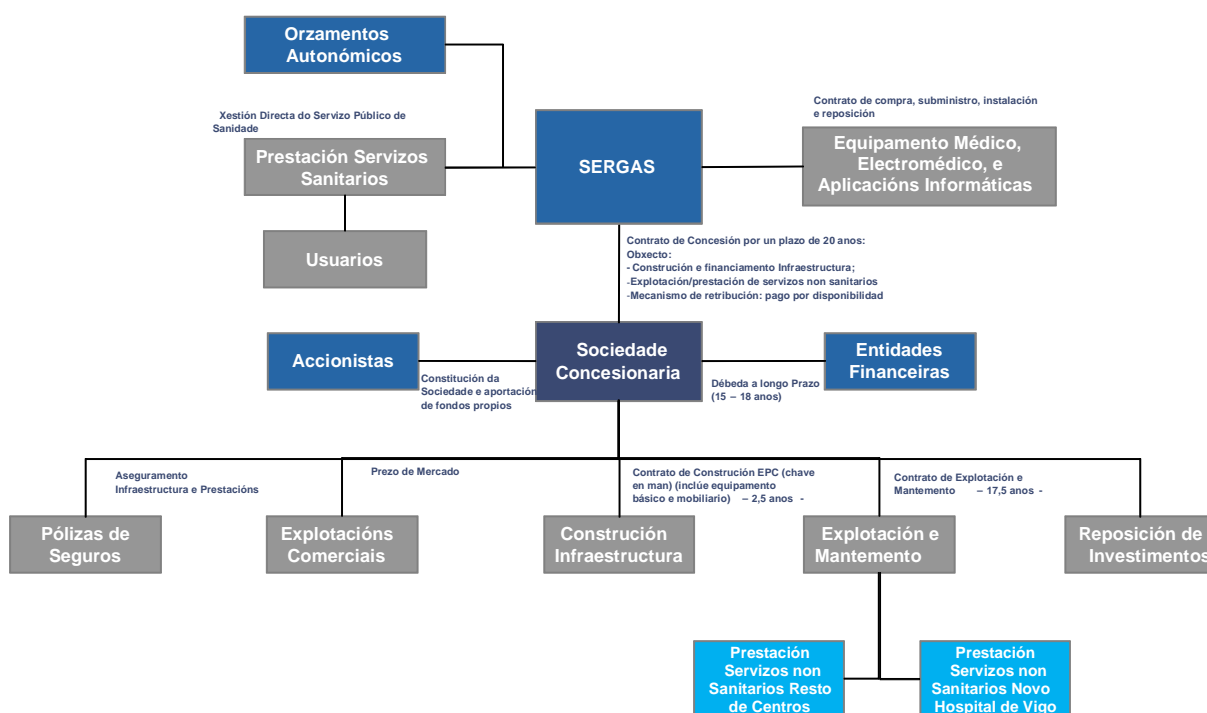 Orzamentos
Autonómicos
Xestión Directa do Servizo Público de
Sanidade
Prestación Servizos
Sanitarios
Usuarios
SERGAS
Contrato de compra, subministro, instalación
e reposición
Equipamento Médico,
Electromédico, e
Aplicacións Informáticas
Contrato de Concesión por un plazo de 20 anos:
Obxecto:
- Construción e financiamento Infraestructura;
-Explotación/prestación de servizos non sanitarios
-Mecanismo de retribución: pago por disponibilidad
Accionistas
Constitución da
Sociedade e aportación
de fondos propios
Sociedade
Concesionaria
Débeda a longo Prazo
(15 – 18 anos)
Entidades
Financeiras
Aseguramento
Infraestructura e Prestacións
Prezo de Mercado
Contrato de Construción EPC (chave
en man) (inclúe equipamento
básico e mobiliario) – 2,5 anos -
Contrato de Explotación e
Mantemento – 17,5 anos -
Pólizas de
Seguros
Explotacións
Comerciais
Construción
Infraestructura
Explotación e
Mantemento
Reposición de
Investimentos
Prestación
Servizos non
Sanitarios Resto
de Centros
Prestación
Servizos non
Sanitarios Novo
Hospital de Vigo